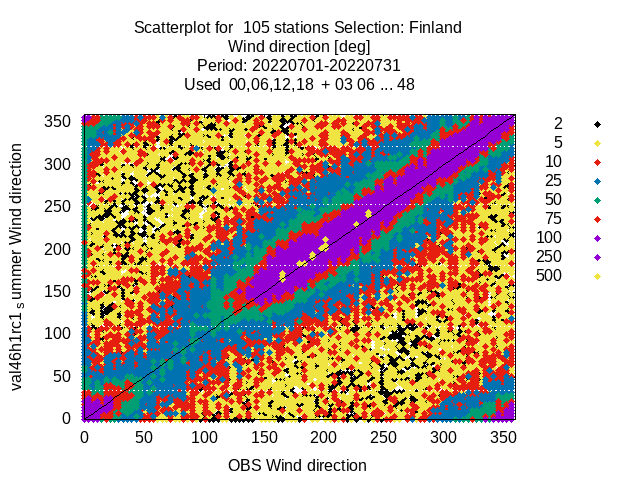 Scatterplot for 105 stations Selection: Finland
Wind direction [deg]
Period: 20220701-20220731
Used 00,06,12,18 + 03 06 ... 48
350
300
250
200
150
100
50
0
val46h1rc1 s ummer Wind direction
0 50 100 150 200 250 300 350
OBS Wind direction
2
5
10
25
50
75
100
250
500